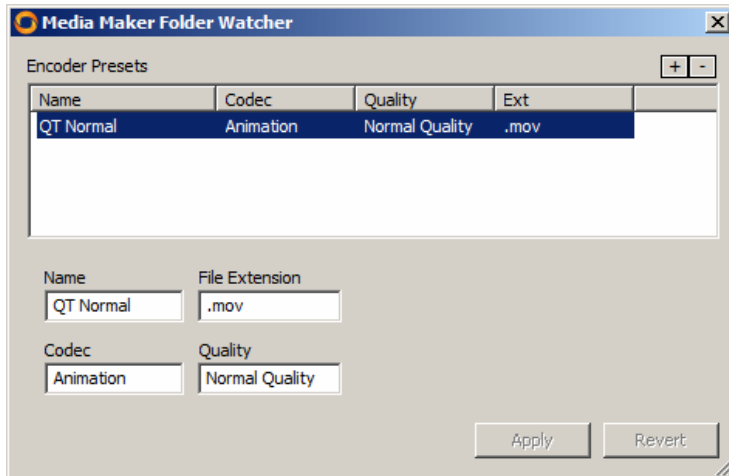 Media Maker Folder Watcher
Encoder Presets + -
Name Codec Quality Ext
QT Normal Animation Normal Quality .mov
Name File Extension
QT Normal .mov
Codec Quality
Animation Normal Quality
Apply Revert